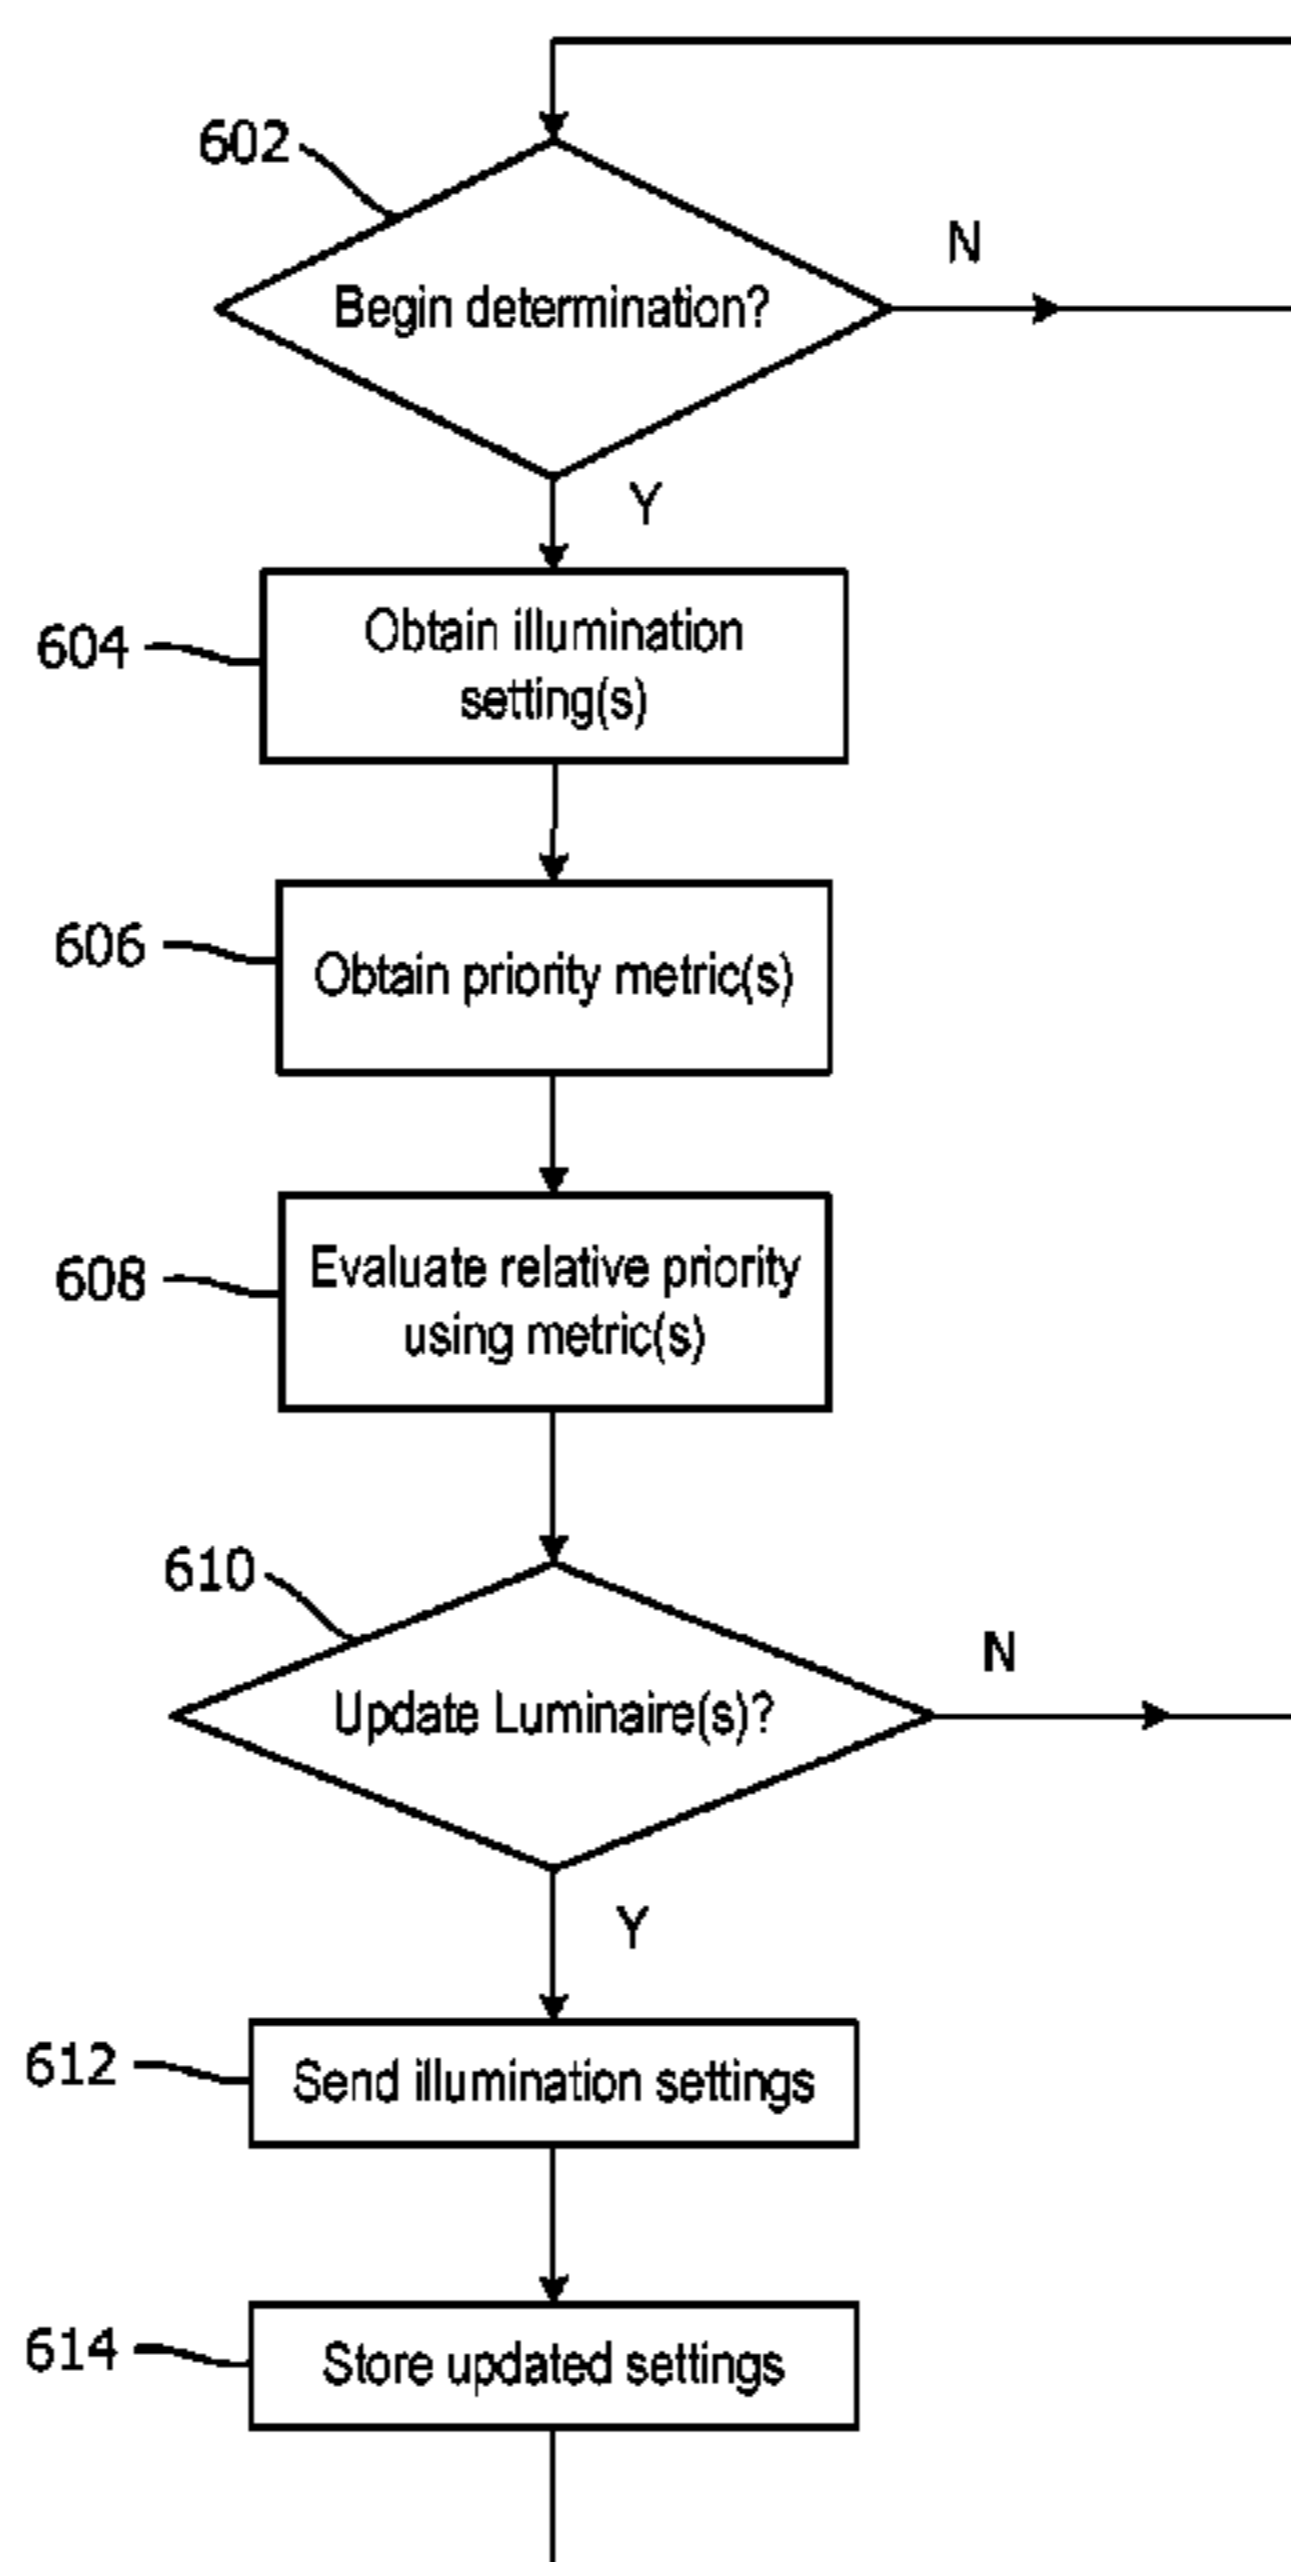 602
Begin determination?
N
Y
604
Obtain illumination
setting(s)
606
Obtain priority metric(s)
608
Evaluate relative priority
using metric(s)
610
Update Luminaire(s)?
N
Y
612
Send illumination settings
614
Store updated settings